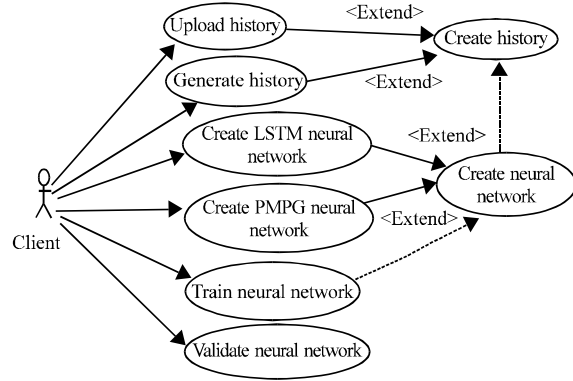 Upload history
<Extend>
Create history
Generate history
<Extend>
Create LSTM neural
network
<Extend>
Create neural
network
Create PMPG neural
network
<Extend>
Client
Train neural network
Validate neural network